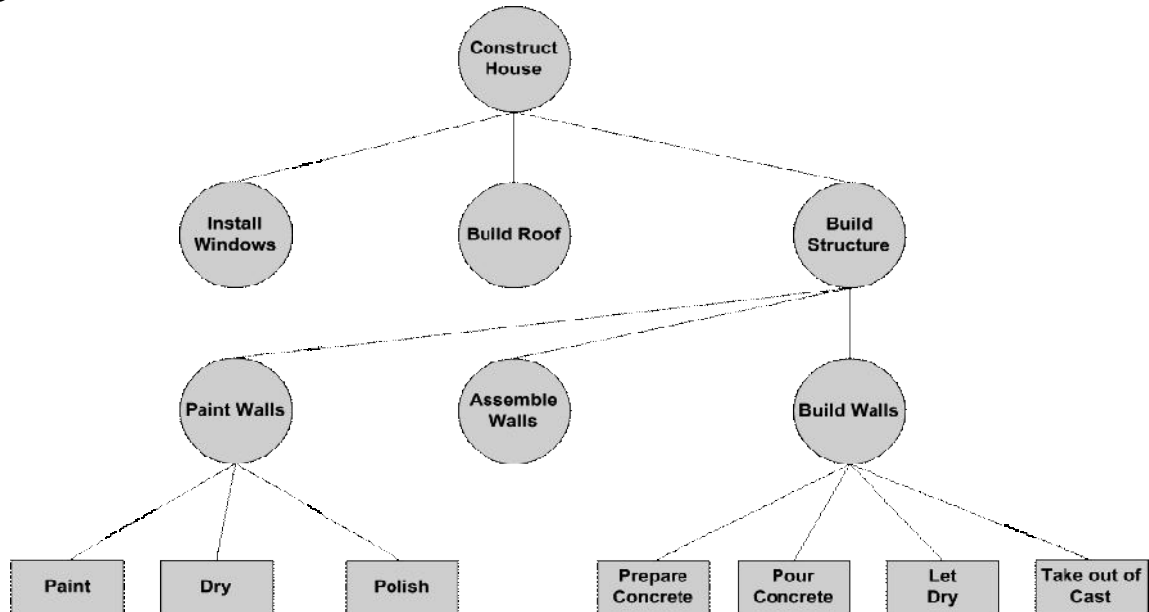 Construct
House
Install
Windows
Build Roof
Build
Structure
Paint Walls
Assemble
Walls
Build Walls
Paint
Dry
Polish
Prepare
Concrete
Pour
Concrete
Let
Dry
Take out of
Cast